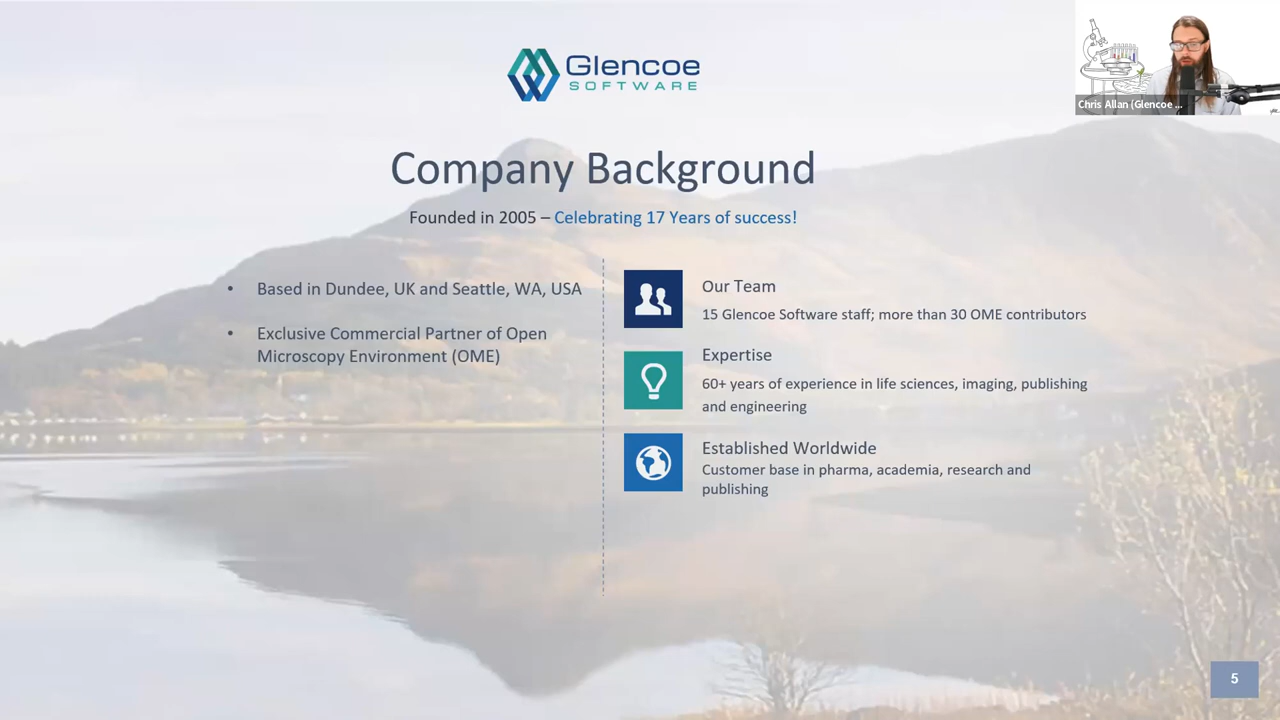 Glencoe
SOFTWARE
Chris Allan (Glencoe ...
Company Background
Founded in 2005 – Celebrating 17 Years of success!
• Based in Dundee, UK and Seattle, WA, USA
• Exclusive Commercial Partner of Open
Microscopy Environment (OME)
Our Team
15 Glencoe Software staff; more than 30 OME contributors
Expertise
60+ years of experience in life sciences, imaging, publishing
and engineering
Established Worldwide
Customer base in pharma, academia, research and
publishing
5